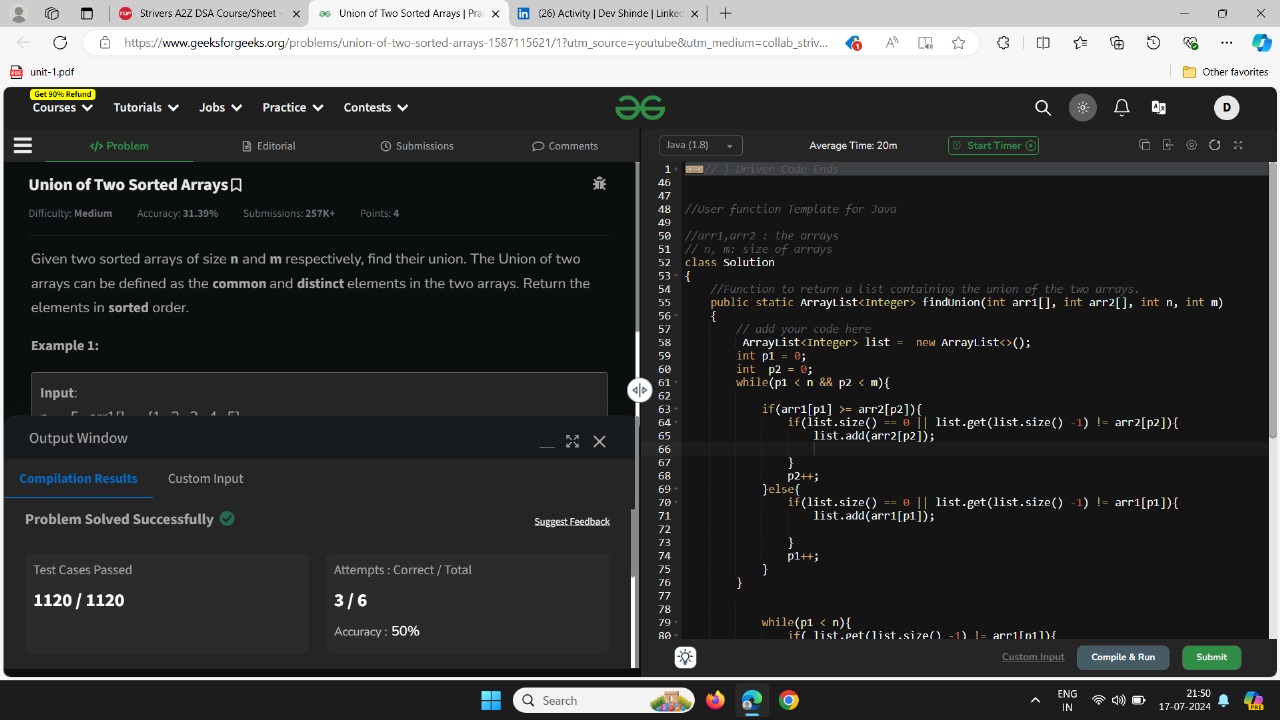 Strivers A2Z DSA Course/Sheet -
Union of Two Sorted Arrays | Prac
(26) Activity | Dev Shinde | Linked
https://www.geeksforgeeks.org/problems/union-of-two-sorted-arrays-1587115621/1?utm_source=youtube&utm_medium=collab_striv...
unit-1.pdf
Other favorites
Get 90% Refund
Courses Tutorials Jobs Practice Contests
D
Problem Editorial Submissions Comments
Java (1.8) Average Time: 20m Start Timer
Union of Two Sorted Arrays
Difficulty: Medium Accuracy: 31.39% Submissions: 257K+ Points: 4
Given two sorted arrays of size n and m respectively, find their union. The Union of two
arrays can be defined as the common and distinct elements in the two arrays. Return the
elements in sorted order.
Example 1:
Input:
Output Window
Compilation Results Custom Input
Problem Solved Successfully
Suggest Feedback
Test Cases Passed
1120 / 1120
Attempts : Correct / Total
3 / 6
Accuracy : 50%
1 // } Driver Code Ends
46
47
48 //User function Template for Java
49
50 //arr1,arr2 : the arrays
51 // n, m: size of arrays
52 class Solution
53 {
54 //Function to return a list containing the union of the two arrays.
55 public static ArrayList<Integer> findUnion(int arr1[], int arr2[], int n, int m)
56 {
57 // add your code here
58 ArrayList<Integer> list =  new ArrayList<>();
59 int p1 = 0;
60 int  p2 = 0;
61 while(p1 < n && p2 < m){
62
63 if(arr1[p1] >= arr2[p2]){
64 if(list.size() == 0 || list.get(list.size() -1) != arr2[p2]){
65 list.add(arr2[p2]);
66
67 }
68 p2++;
69 }else{
70 if(list.size() == 0 || list.get(list.size() -1) != arr1[p1]){
71 list.add(arr1[p1]);
72
73 }
74 p1++;
75 }
76 }
77
78
79 while(p1 < n){
80 if( list.get(list.size() -1) != arr1[p1]){
Custom Input Compile & Run Submit
Search
ENG
IN
21:50
17-07-2024